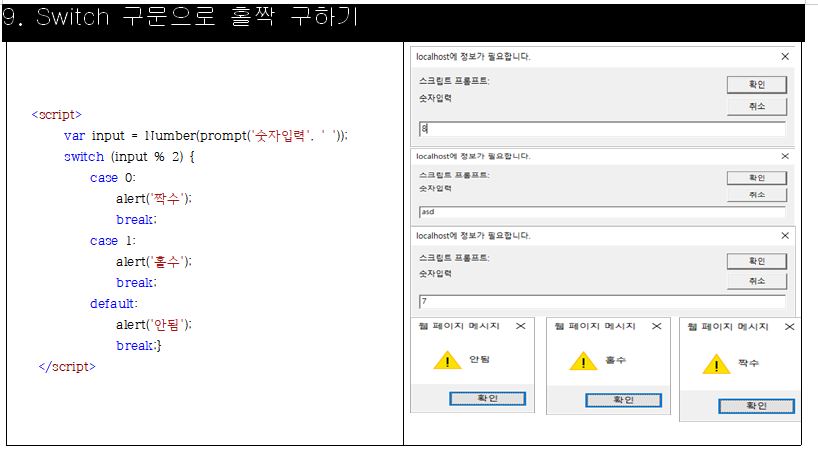 9. Switch 구문으로 홀짝 구하기
<script>
var input = Number(prompt('숫자입력', ' '));
switch (input % 2) {
case 0:
alert('짝수');
break;
case 1:
alert('홀수');
break;
default:
alert('안됨');
break;}
</script>
localhost에 정보가 필요합니다.
스크립트 프롬프트:
확인
숫자입력
취소
8
localhost에 정보가 필요합니다.
스크립트 프롬프트:
확인
숫자입력
취소
asd
localhost에 정보가 필요합니다.
스크립트 프롬프트:
확인
숫자입력
취소
7
웹 페이지 메시지
안됨
확인
웹 페이지 메시지
홀수
확인
웹 페이지 메시지
짝수
확인